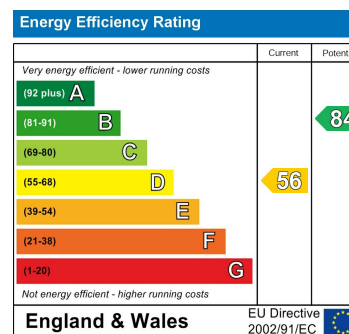 Energy Efficiency Rating
Current Potent
Very energy efficient - lower running costs
(92 plus) A
(81-91) B 84
(69-80) C
(55-68) D 56
(39-54) E
(21-38) F
(1-20) G
Not energy efficient - higher running costs
England & Wales
EU Directive
2002/91/EC